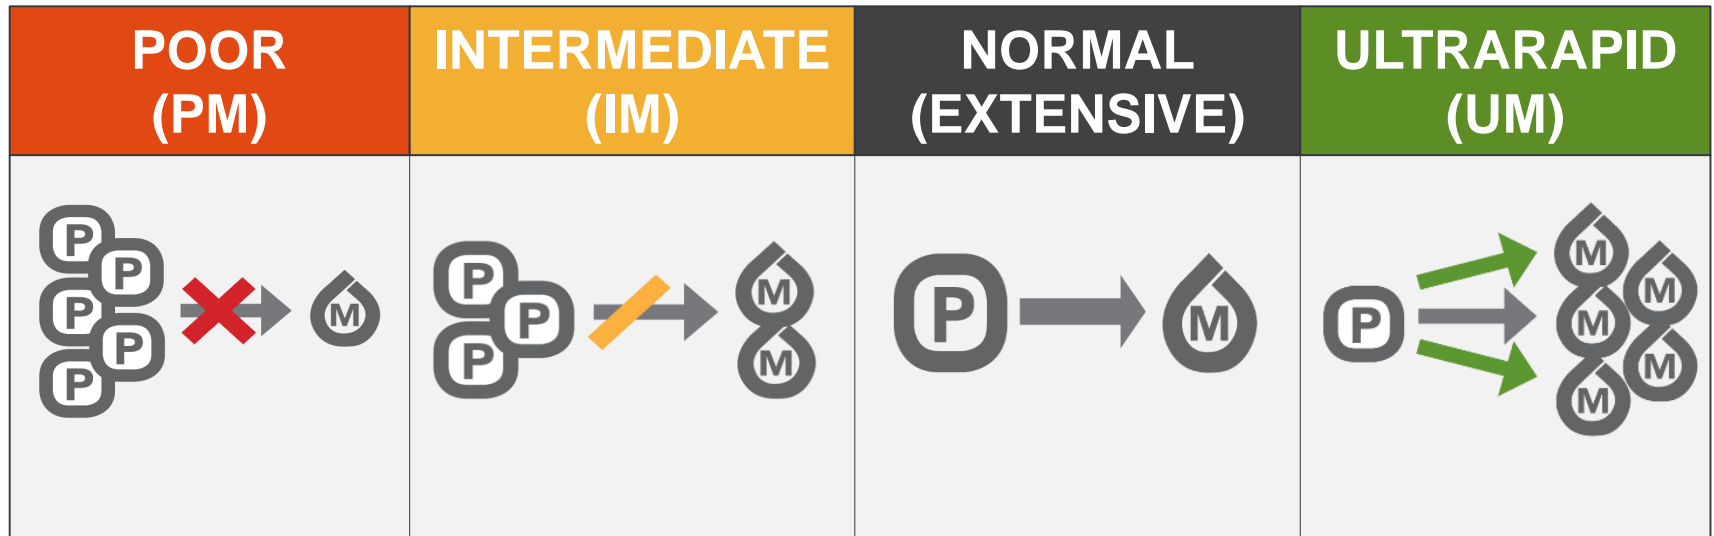 POOR
(PM)
INTERMEDIATE
(IM)
NORMAL
(EXTENSIVE)
ULTRARAPID
(UM)
P
P
P
P
P
M
P
P
P
M
M
P
M
P
M
M
M
M
M